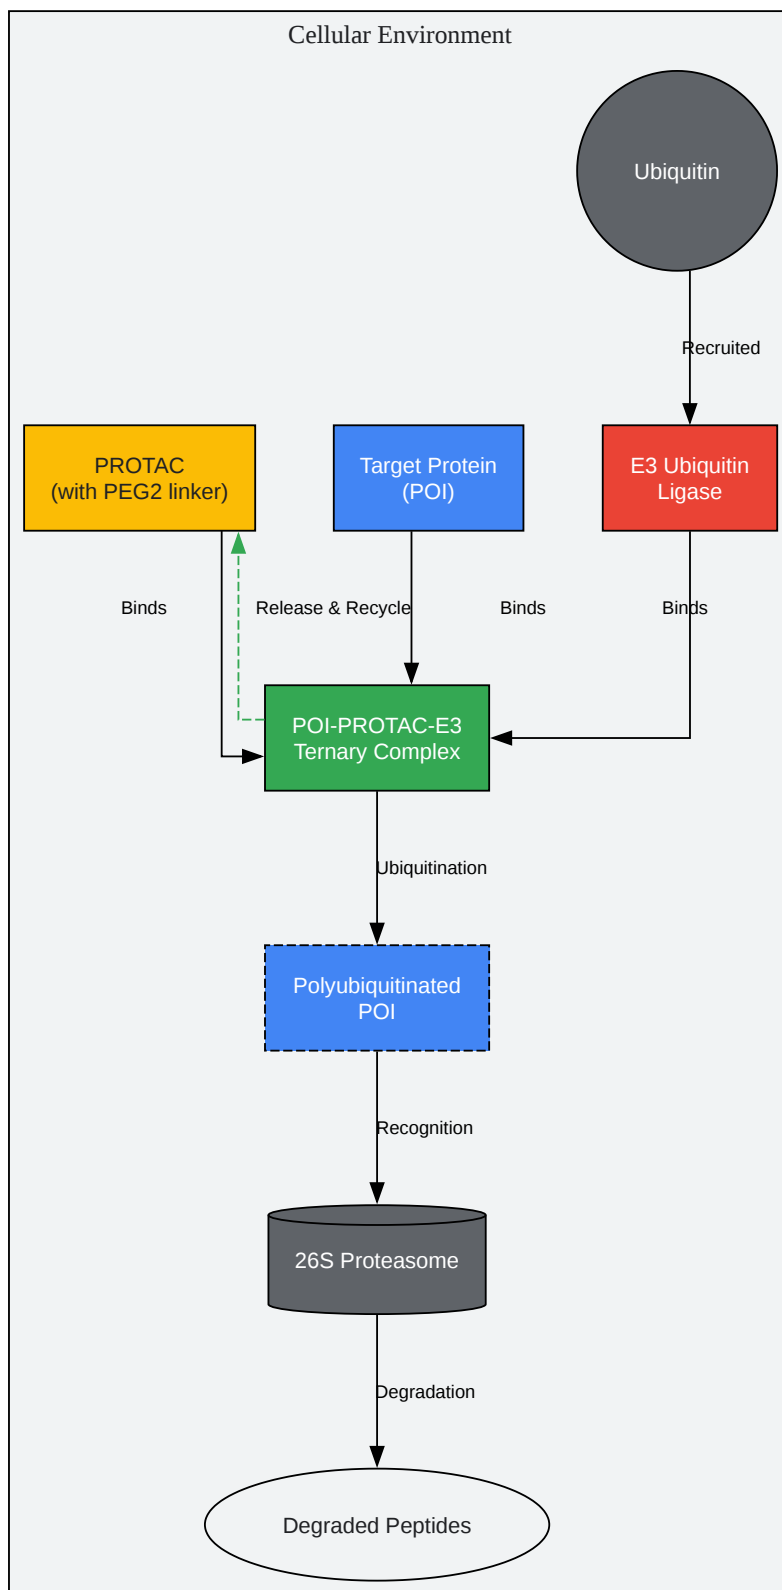 Cellular Environment
Ubiquitin
Recruited
PROTAC
(with PEG2 linker)
Target Protein
(POI)
E3 Ubiquitin
Ligase
Binds
Release & Recycle
Binds
Binds
POI-PROTAC-E3
Ternary Complex
Ubiquitination
Polyubiquitinated
POI
Recognition
26S Proteasome
Degradation
Degraded Peptides